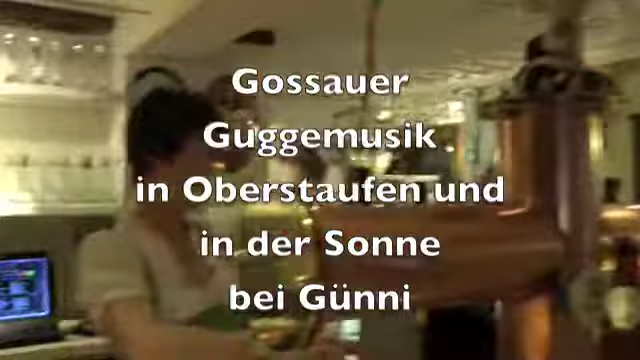 Gossauer
Guggemusik
in Oberstaufen und
in der Sonne
bei Günni